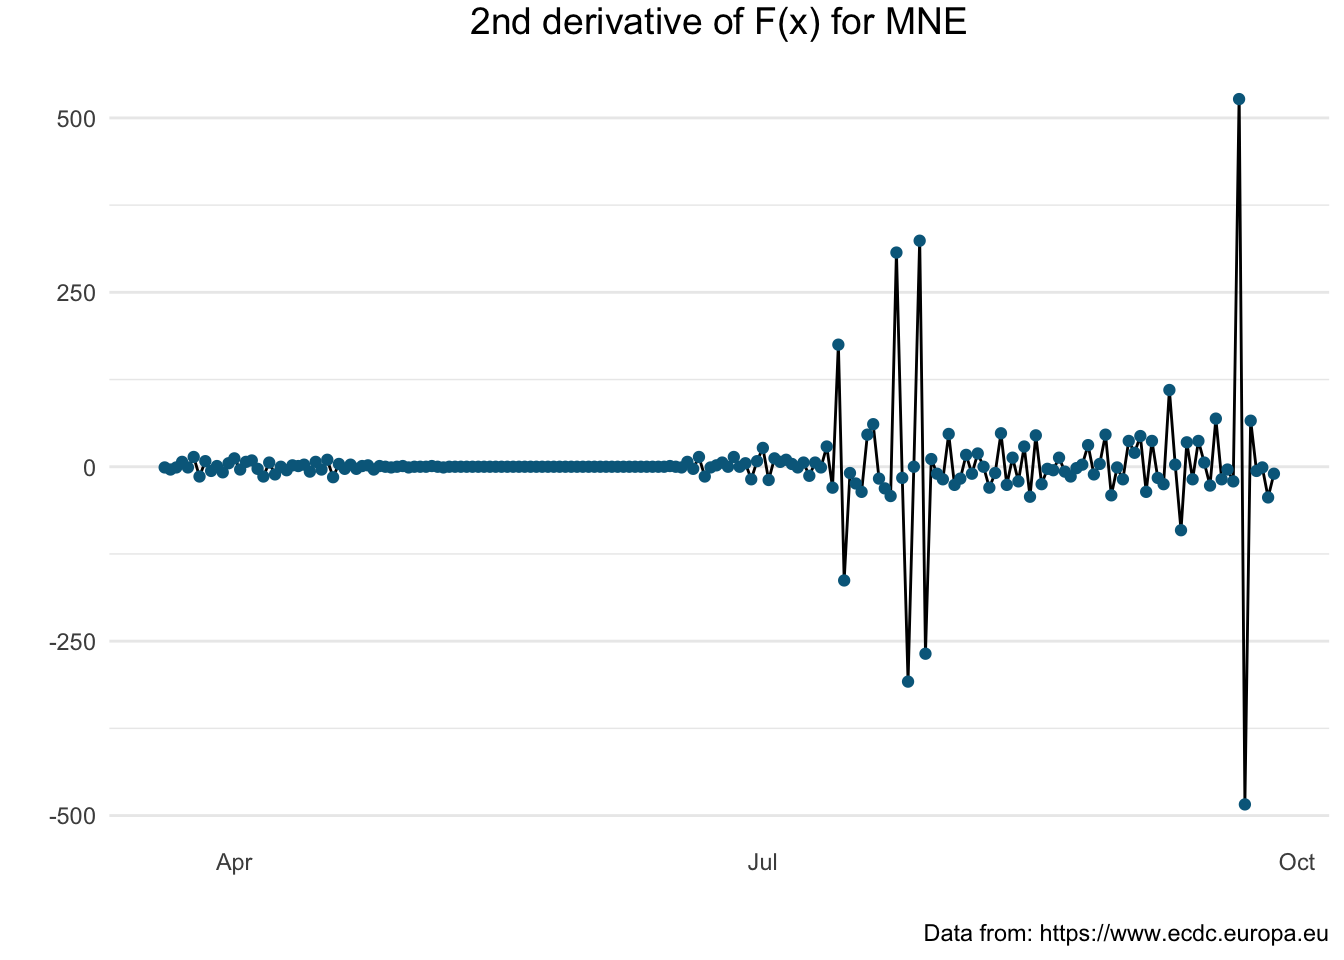 2nd derivative of F(x) for MNE
500
250
0
-250
-500
Apr Jul Oct
Data from: https://www.ecdc.europa.eu